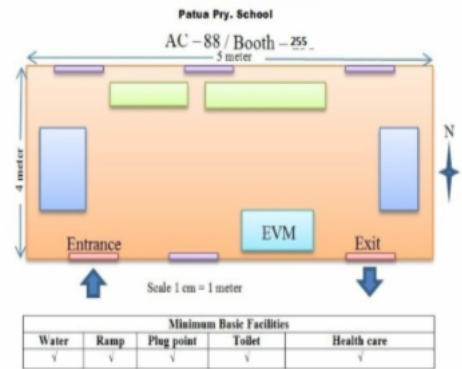 Patua Pry. School
AC – 88 / Booth – 255
5 meter
4 meter
N
EVM
Entrance
Exit
Scale 1 cm = 1 meter
Minimum Basic Facilities
Water Ramp Plug point Toilet Health care
√ √ √ √ √